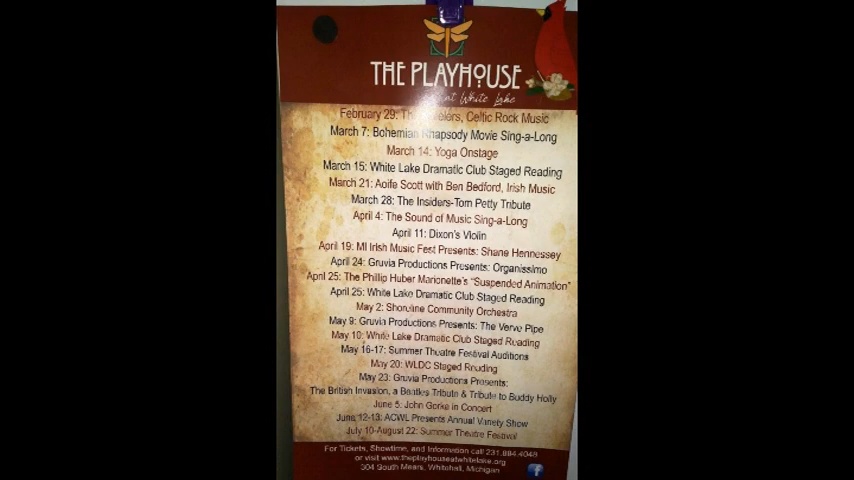 THE PLAYHOUSE
at White Lake
February 29: The elers, Celtic Rock Music
March 7: Bohemian Rhapsody Movie Sing-a-Long
March 14: Yoga Onstage
March 15: White Lake Dramatic Club Staged Reading
March 21: Aoife Scott with Ben Bedford, Irish Music
March 28: The Insiders-Tom Petty Tribute
April 4: The Sound of Music Sing-a-Long
April 11: Dixon's Violin
April 19: MI Irish Music Fest Presents: Shane Hennessey
April 24: Gruvia Productions Presents: Organissimo
April 25: The Phillip Huber Marionette's "Suspended Animation"
April 25: White Lake Dramatic Club Staged Reading
May 2: Shoreline Community Orchestra
May 9: Gruvia Productions Presents: The Verve Pipe
May 10: White Lake Dramatic Club Staged Reading
May 16-17: Summer Theatre Festival Auditions
May 20: WLDC Staged Reading
May 23: Gruvia Productions Presents:
The British Invasion, a Beatles Tribute & Tribute to Buddy Holly
June 5: John Gorka in Concert
June 12-13: ACWL Presents Annual Variety Show
July 10-August 22: Summer Theatre Festival
For Tickets, Showtime, and Information call 231.894.4048
or visit www.theplayhouseatwhitelake.org
304 South Mears, Whitehall, Michigan
f